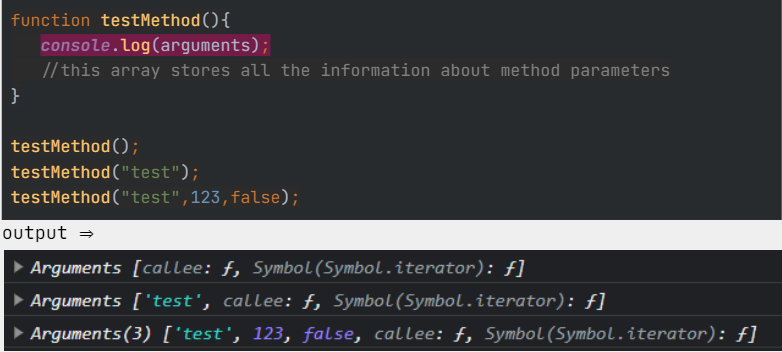 function testMethod(){
console.log(arguments);
//this array stores all the information about method parameters
}
testMethod();
testMethod("test");
testMethod("test",123,false);
output ⇒
▶ Arguments [callee: ƒ, Symbol(Symbol.iterator): ƒ]
▶ Arguments ['test', callee: ƒ, Symbol(Symbol.iterator): ƒ]
▶ Arguments(3) ['test', 123, false, callee: ƒ, Symbol(Symbol.iterator): ƒ]